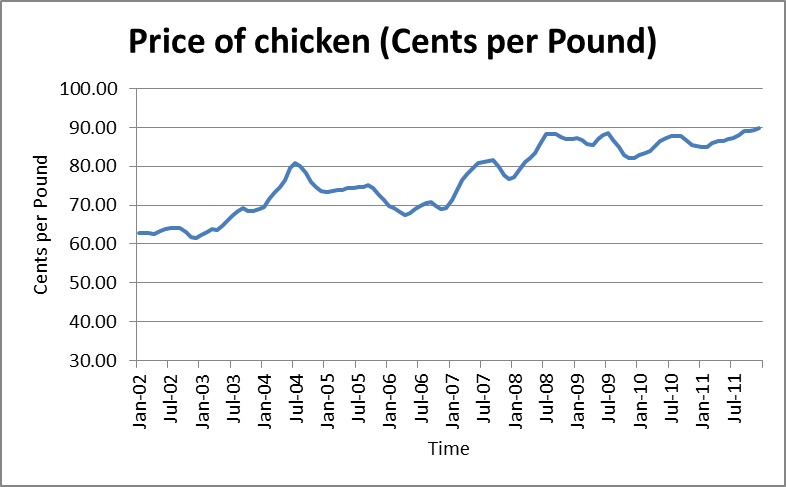 Price of chicken (Cents per Pound)
Cents per Pound
100.00
90.00
80.00
70.00
60.00
50.00
40.00
30.00
Jan-02
Jul-02
Jan-03
Jul-03
Jan-04
Jul-04
Jan-05
Jul-05
Jan-06
Jul-06
Jan-07
Jul-07
Jan-08
Jul-08
Jan-09
Jul-09
Jan-10
Jul-10
Jan-11
Jul-11
Time